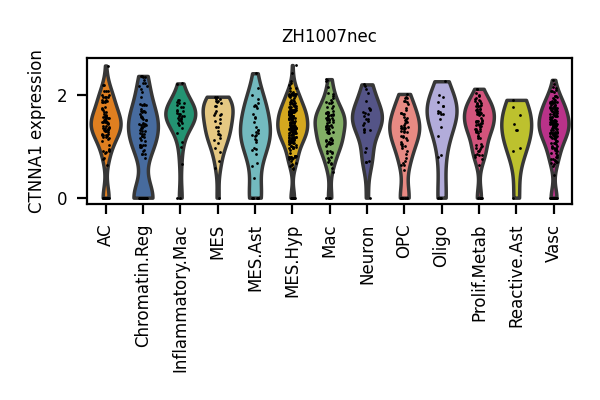 ZH1007nec
CTNNA1 expression
2
0
AC
Chromatin.Reg
Inflammatory.Mac
MES
MES.Ast
MES.Hyp
Mac
Neuron
OPC
Oligo
Prolif.Metab
Reactive.Ast
Vasc